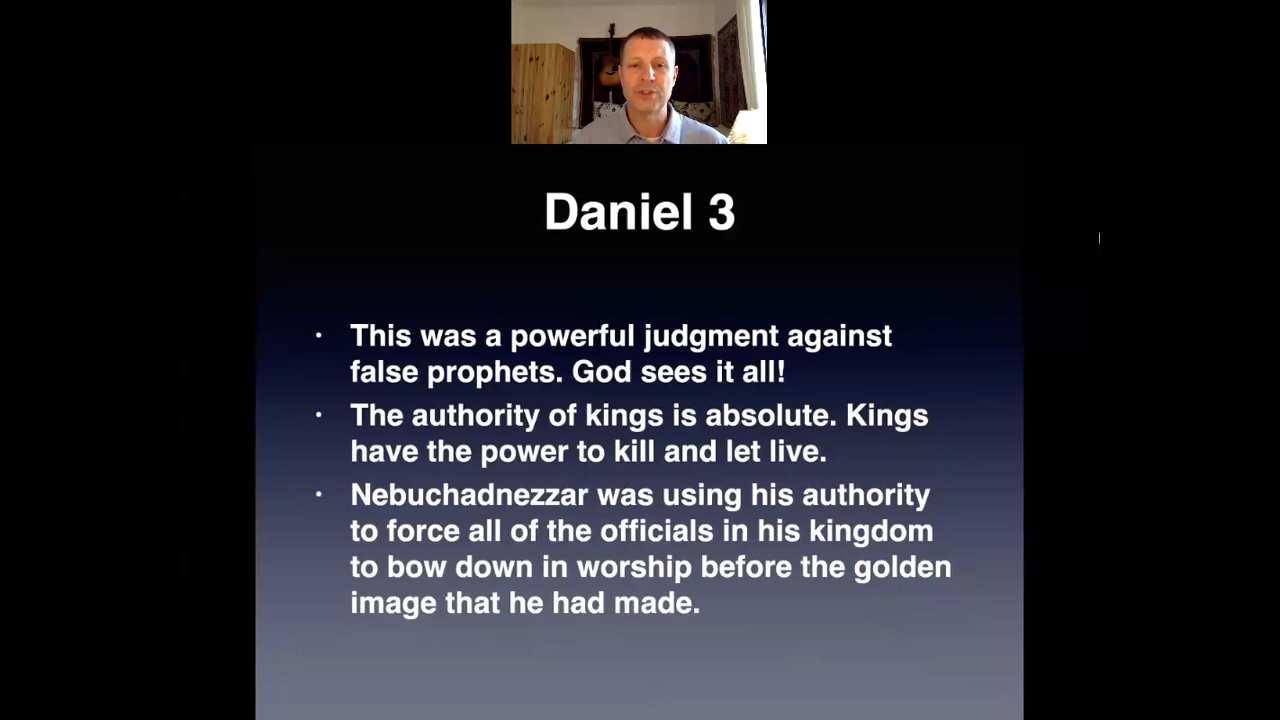 Daniel 3
• This was a powerful judgment against
false prophets. God sees it all!
• The authority of kings is absolute. Kings
have the power to kill and let live.
• Nebuchadnezzar was using his authority
to force all of the officials in his kingdom
to bow down in worship before the golden
image that he had made.